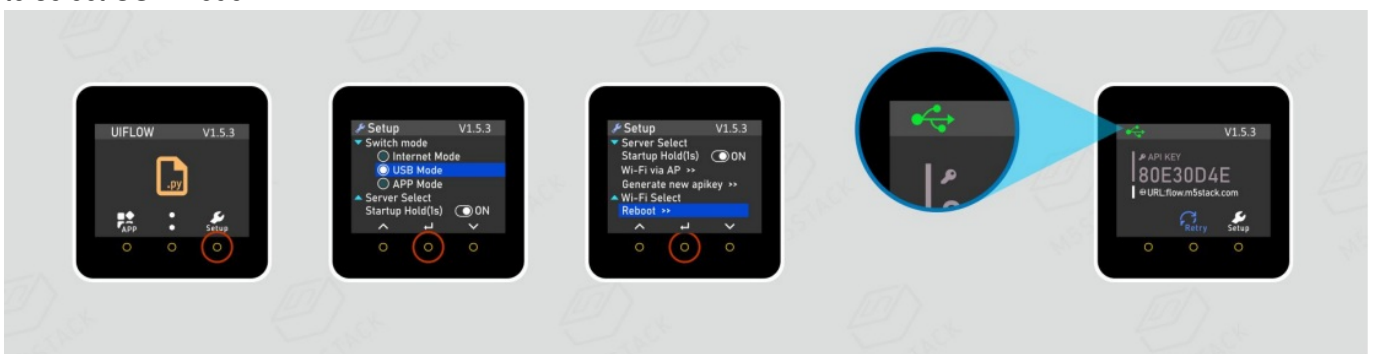 UIFLOW V1.5.3
.py
APP Setup
Setup V1.5.3
Switch mode
Internet Mode
USB Mode
APP Mode
Server Select
Startup Hold(1s) ON
Setup V1.5.3
Server Select
Startup Hold(1s) ON
Wi-Fi via AP >>
Generate new apikey >>
Wi-Fi Select
Reboot >>
V1.5.3
API KEY
80E30D4E
URL:flow.m5stack.com
Retry Setup